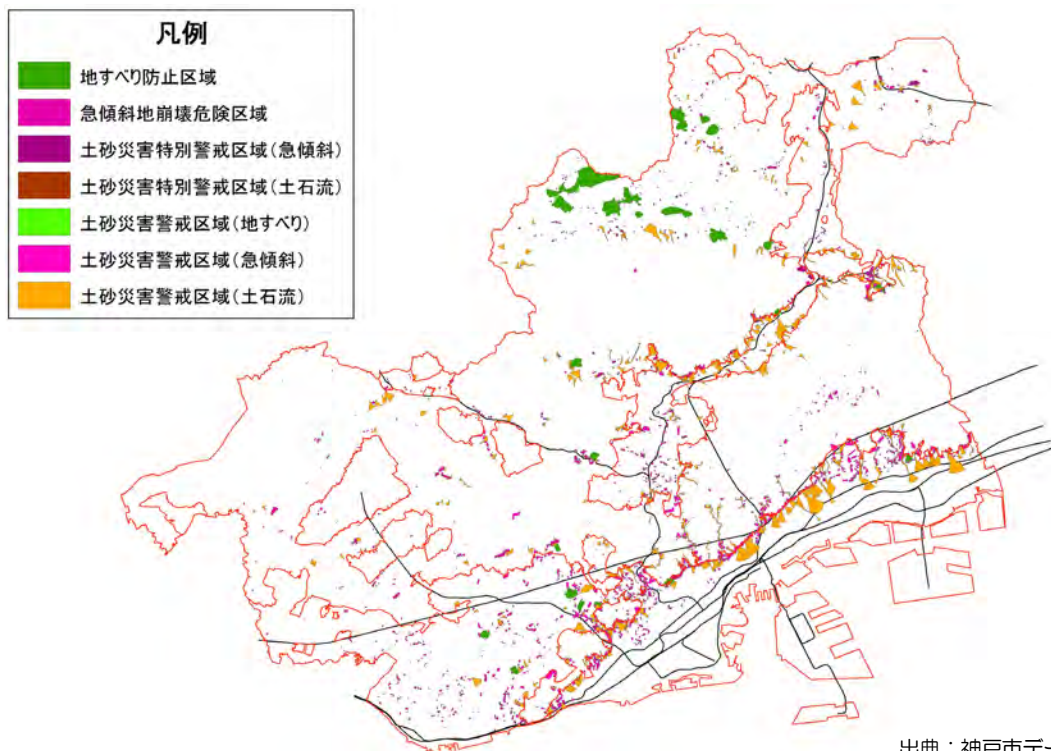 凡例
地すべり防止区域
急傾斜地崩壊危険区域
土砂災害特別警戒区域(急傾斜)
土砂災害特別警戒区域(土石流)
土砂災害警戒区域(地すべり)
土砂災害警戒区域(急傾斜)
土砂災害警戒区域(土石流)
出典：神戸市デー